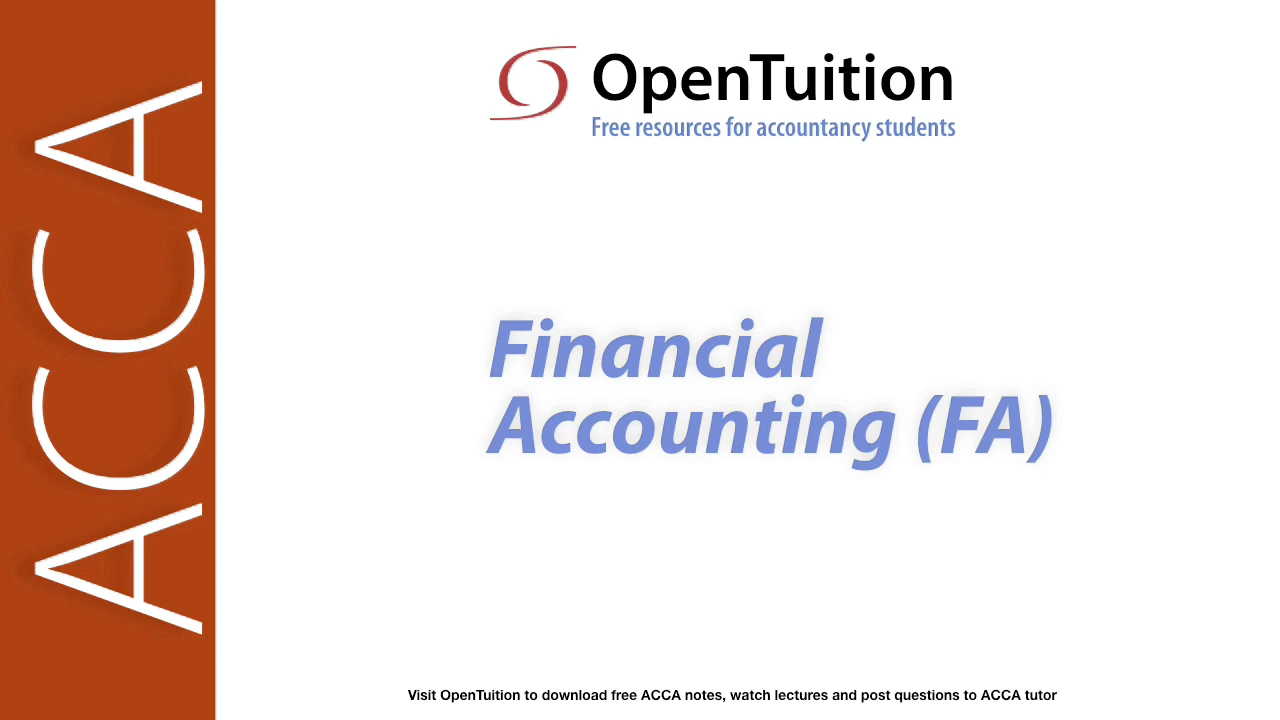 ACCA
OpenTuition
Free resources for accountancy students
Financial
Accounting (FA)
Visit OpenTuition to download free ACCA notes, watch lectures and post questions to ACCA tutor